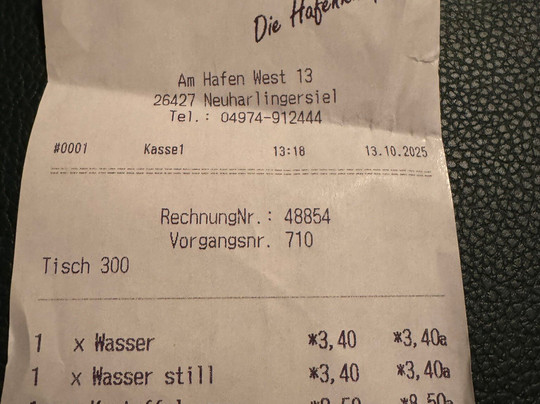 Die
Am Hafen West 13
26427 Neuharlingersiel
Tel.: 04974-912444
#0001 Kasse1 13:18 13.10.2025
RechnungNr.: 48854
Vorgangsnr. 710
Tisch 300
1 x Wasser *3,40 *3,40a
1 x Wasser still *3,40 *3,40a